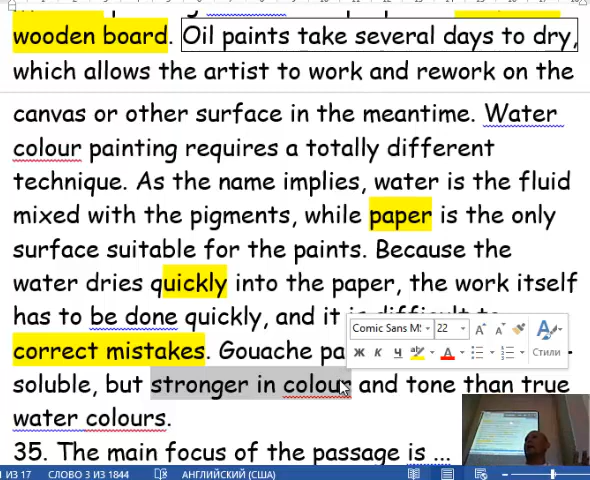 wooden board. Oil paints take several days to dry,
which allows the artist to work and rework on the
canvas or other surface in the meantime. Water
colour painting requires a totally different
technique. As the name implies, water is the fluid
mixed with the pigments, while paper is the only
surface suitable for the paints. Because the
water dries quickly into the paper, the work itself
has to be done quickly, and it is difficult to
Comic Sans M! 22
Ж К Ч Стили
correct mistakes. Gouache pa
soluble, but stronger in colour and tone than true
water colours.
35. The main focus of the passage is ...
1 ИЗ 17 СЛОВО 3 ИЗ 1844 АНГЛИЙСКИЙ (США)